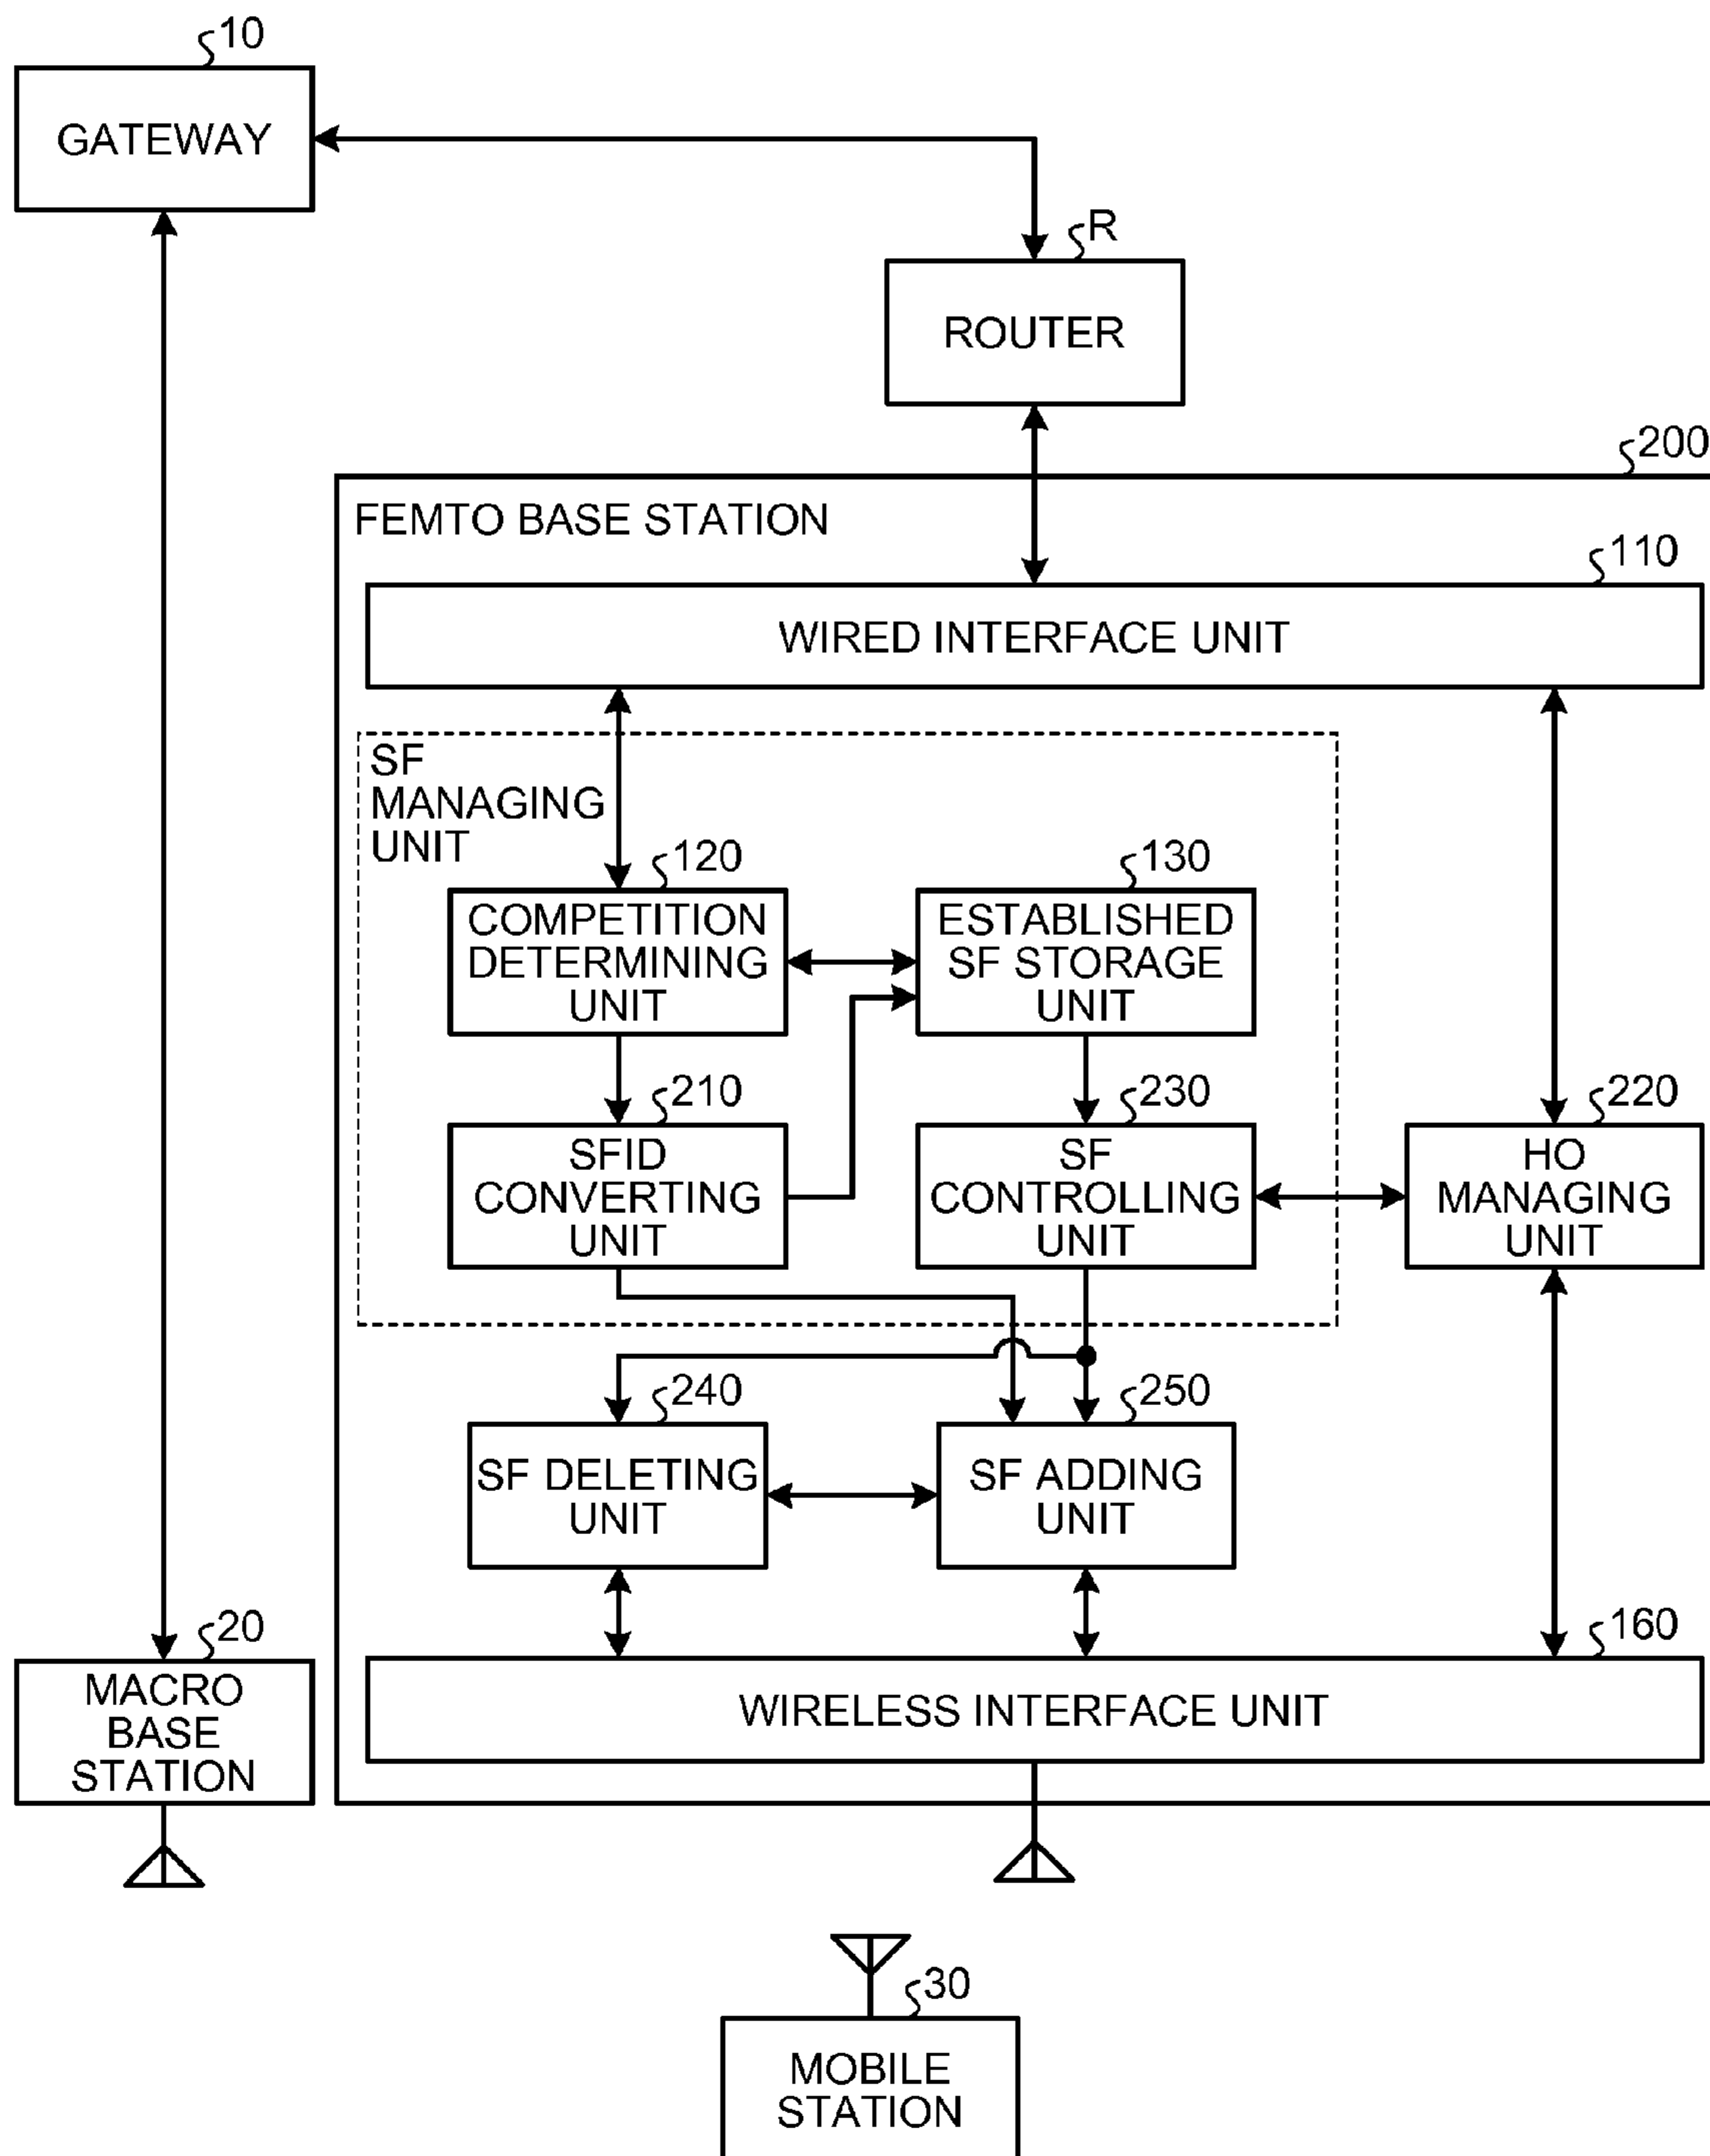 10
GATEWAY
R
ROUTER
200
FEMTO BASE STATION
110
WIRED INTERFACE UNIT
SF
MANAGING
UNIT
120
COMPETITION
DETERMINING
UNIT
130
ESTABLISHED
SF STORAGE
UNIT
210
SFID
CONVERTING
UNIT
230
SF
CONTROLLING
UNIT
220
HO
MANAGING
UNIT
240
SF DELETING
UNIT
250
SF ADDING
UNIT
20
MACRO
BASE
STATION
160
WIRELESS INTERFACE UNIT
30
MOBILE
STATION